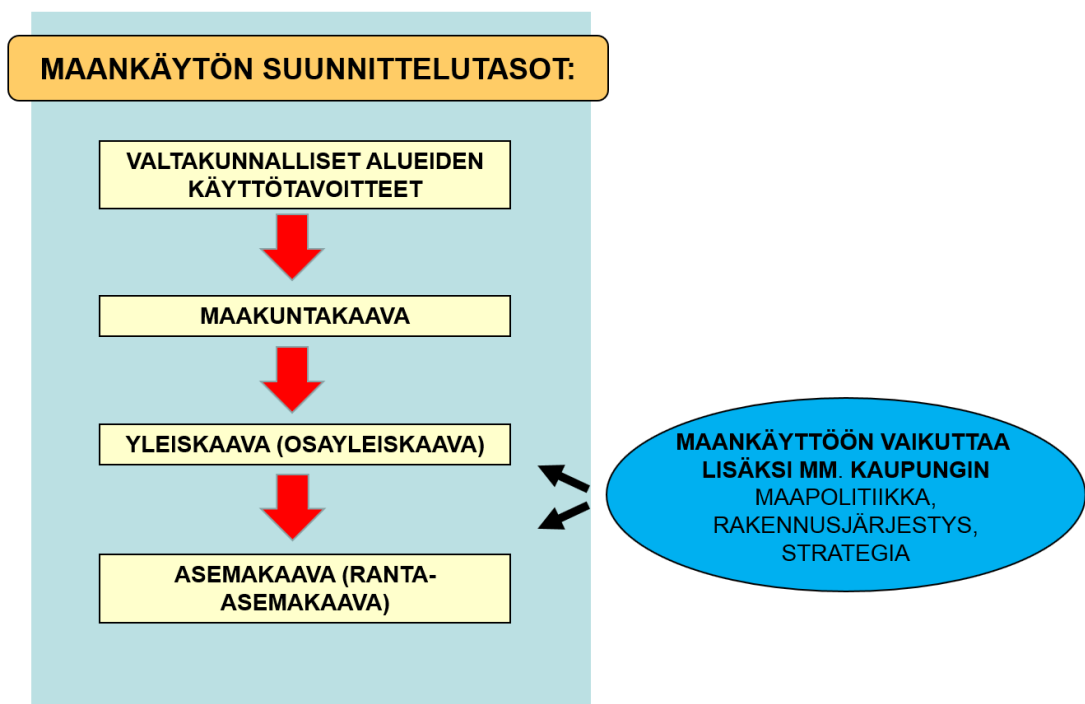 MAANKÄYTÖN SUUNNITTELUTASOT:
VALTAKUNNALLISET ALUEIDEN
KÄYTTÖTAVOITTEET
MAAKUNTAKAAVA
YLEISKAAVA (OSAYLEISKAAVA)
ASEMAKAAVA (RANTA-
ASEMAKAAVA)
MAANKÄYTTÖÖN VAIKUTTAA
LISÄKSI MM. KAUPUNGIN
MAAPOLITIIKKA,
RAKENNUSJÄRJESTYS,
STRATEGIA